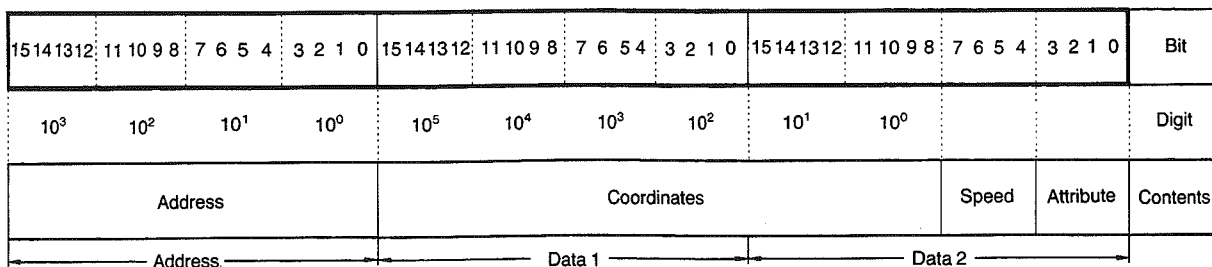 15 14 13 12 11 10 9 8 7 6 5 4 3 2 1 0 15 14 13 12 11 10 9 8 7 6 5 4 3 2 1 0 15 14 13 12 11 10 9 8 7 6 5 4 3 2 1 0 Bit
10³ 10² 10¹ 10⁰ 10⁵ 10⁴ 10³ 10² 10¹ 10⁰ Digit
Address Coordinates Speed Attribute Contents
Address Data 1 Data 2